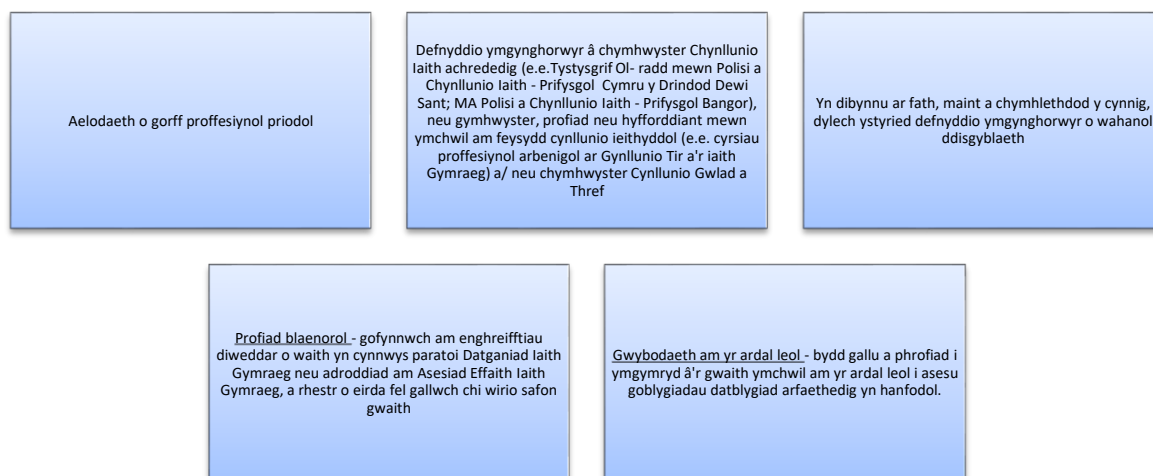 Aelodaeth o gorff proffesiynol priodol
Defnyddio ymgynghorwyr â chymhwyster Chynllunio
Iaith achrededig (e.e.Tystysgrif Ol- radd mewn Polisi a
Chynllunio Iaith - Prifysgol Cymru y Drindod Dewi
Sant; MA Polisi a Chynllunio Iaith - Prifysgol Bangor),
neu gymhwyster, profiad neu hyfforddiant mewn
ymchwil am feysydd cynllunio ieithyddol (e.e. cyrsiau
proffesiynol arbenigol ar Gynllunio Tir a'r iaith
Gymraeg) a/ neu chymhwyster Cynllunio Gwlad a
Thref
Yn dibynnu ar fath, maint a chymhlethdod y cynnig,
dylech ystyried defnyddio ymgynghorwyr o wahanol
ddisgyblaeth
Profiad blaenorol - gofynnwch am enghreifftiau
diweddar o waith yn cynnwys paratoi Datganiad Iaith
Gymraeg neu adroddiad am Asesiad Effaith Iaith
Gymraeg, a rhestr o eirda fel gallwch chi wirio safon
gwaith
Gwybodaeth am yr ardal leol - bydd gallu a phrofiad i
ymgymryd â'r gwaith ymchwil am yr ardal leol i asesu
goblygiadau datblygiad arfaethedig yn hanfodol.